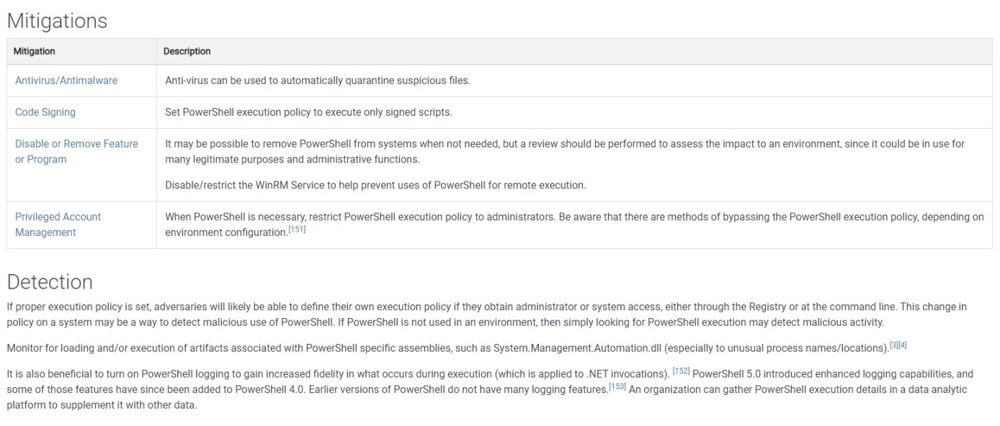 Mitigations
Mitigation Description
Antivirus/Antimalware Anti-virus can be used to automatically quarantine suspicious files.
Code Signing Set PowerShell execution policy to execute only signed scripts.
Disable or Remove Feature It may be possible to remove PowerShell from systems when not needed, but a review should be performed to assess the impact to an environment, since it could be in use for
or Program many legitimate purposes and administrative functions.
Disable/restrict the WinRM Service to help prevent uses of PowerShell for remote execution.
Privileged Account When PowerShell is necessary, restrict PowerShell execution policy to administrators. Be aware that there are methods of bypassing the PowerShell execution policy, depending on
Management environment configuration.[151]
Detection
If proper execution policy is set, adversaries will likely be able to define their own execution policy if they obtain administrator or system access, either through the Registry or at the command line. This change in
policy on a system may be a way to detect malicious use of PowerShell. If PowerShell is not used in an environment, then simply looking for PowerShell execution may detect malicious activity.
Monitor for loading and/or execution of artifacts associated with PowerShell specific assemblies, such as System.Management.Automation.dll (especially to unusual process names/locations).[3][4]
It is also beneficial to turn on PowerShell logging to gain increased fidelity in what occurs during execution (which is applied to .NET invocations). [152] PowerShell 5.0 introduced enhanced logging capabilities, and
some of those features have since been added to PowerShell 4.0. Earlier versions of PowerShell do not have many logging features.[153] An organization can gather PowerShell execution details in a data analytic
platform to supplement it with other data.